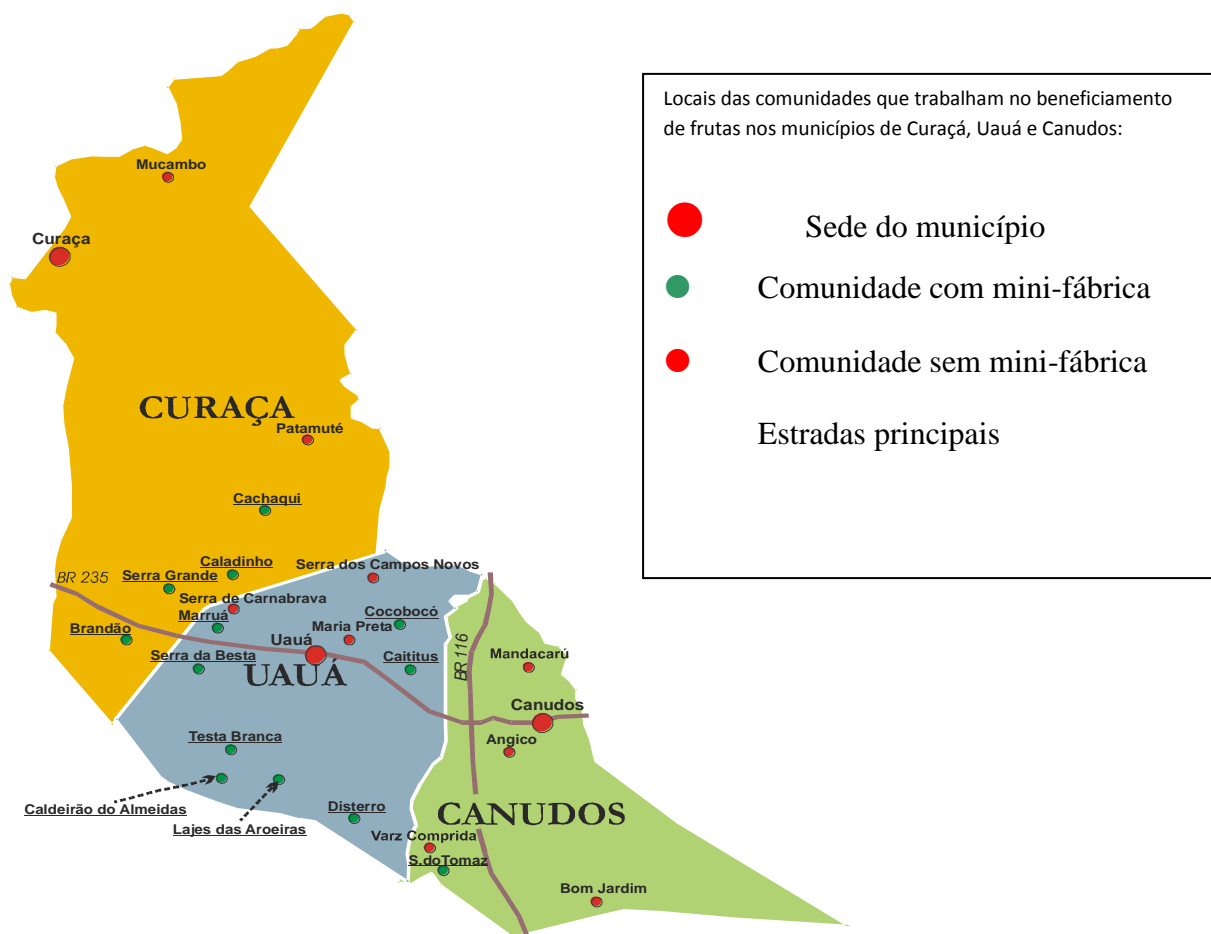 Locais das comunidades que trabalham no beneficiamento
de frutas nos municípios de Curaçá, Uauá e Canudos:
Sede do município
Comunidade com mini-fábrica
Comunidade sem mini-fábrica
Estradas principais
Mucambo
Curaça
CURAÇA
Patamuté
Cachaqui
Caladinho
Serra Grande
BR 235
Brandão
Serra dos Campos Novos
Serra de Carnabrava
Marruá
Cocobocó
Maria Preta
Uauá
Serra da Besta
UAUÁ
Caititus
BR 116
Mandacarú
Canudos
Angico
Testa Branca
Caldeirão do Almeidas
Lajes das Aroeiras
Disterro
CANUDOS
Varz Comprida
S.doTomaz
Bom Jardim